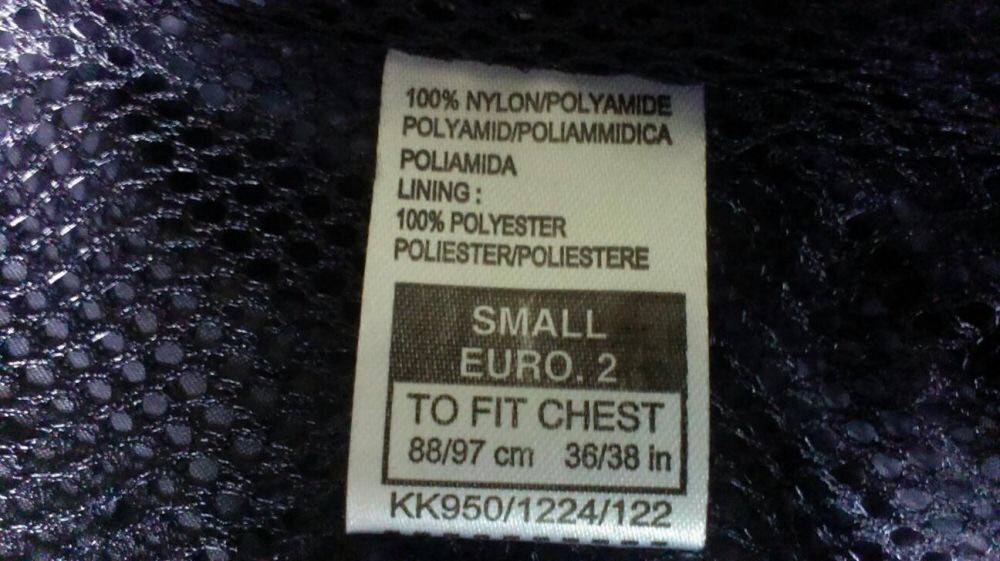 100% NYLON/POLYAMIDE
POLYAMID/POLIAMMIDICA
POLIAMIDA
LINING :
100% POLYESTER
POLIESTER/POLIESTERE
SMALL
EURO. 2
TO FIT CHEST
88/97 cm 36/38 in
KK950/1224/122